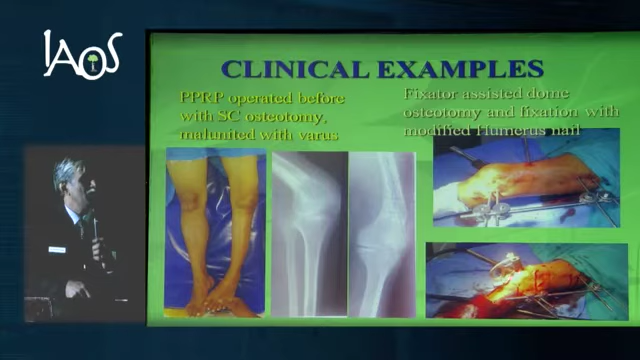 IAOS
CLINICAL EXAMPLES
PPRP operated before
with SC osteotomy,
malunited with varus
Fixator assisted dome
osteotomy and fixation with
modified Humerus nail